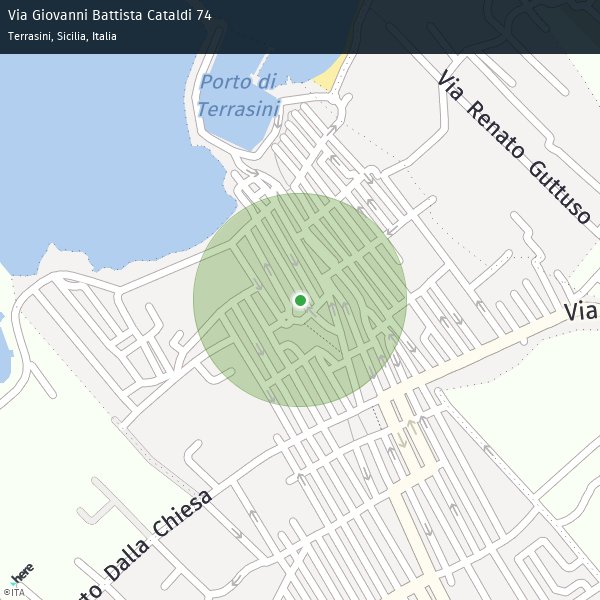 Via Giovanni Battista Cataldi 74
Terrasini, Sicilia, Italia
Porto di
Terrasini
Via Renato Guttuso
Via
to Dalla Chiesa
here
©ITA